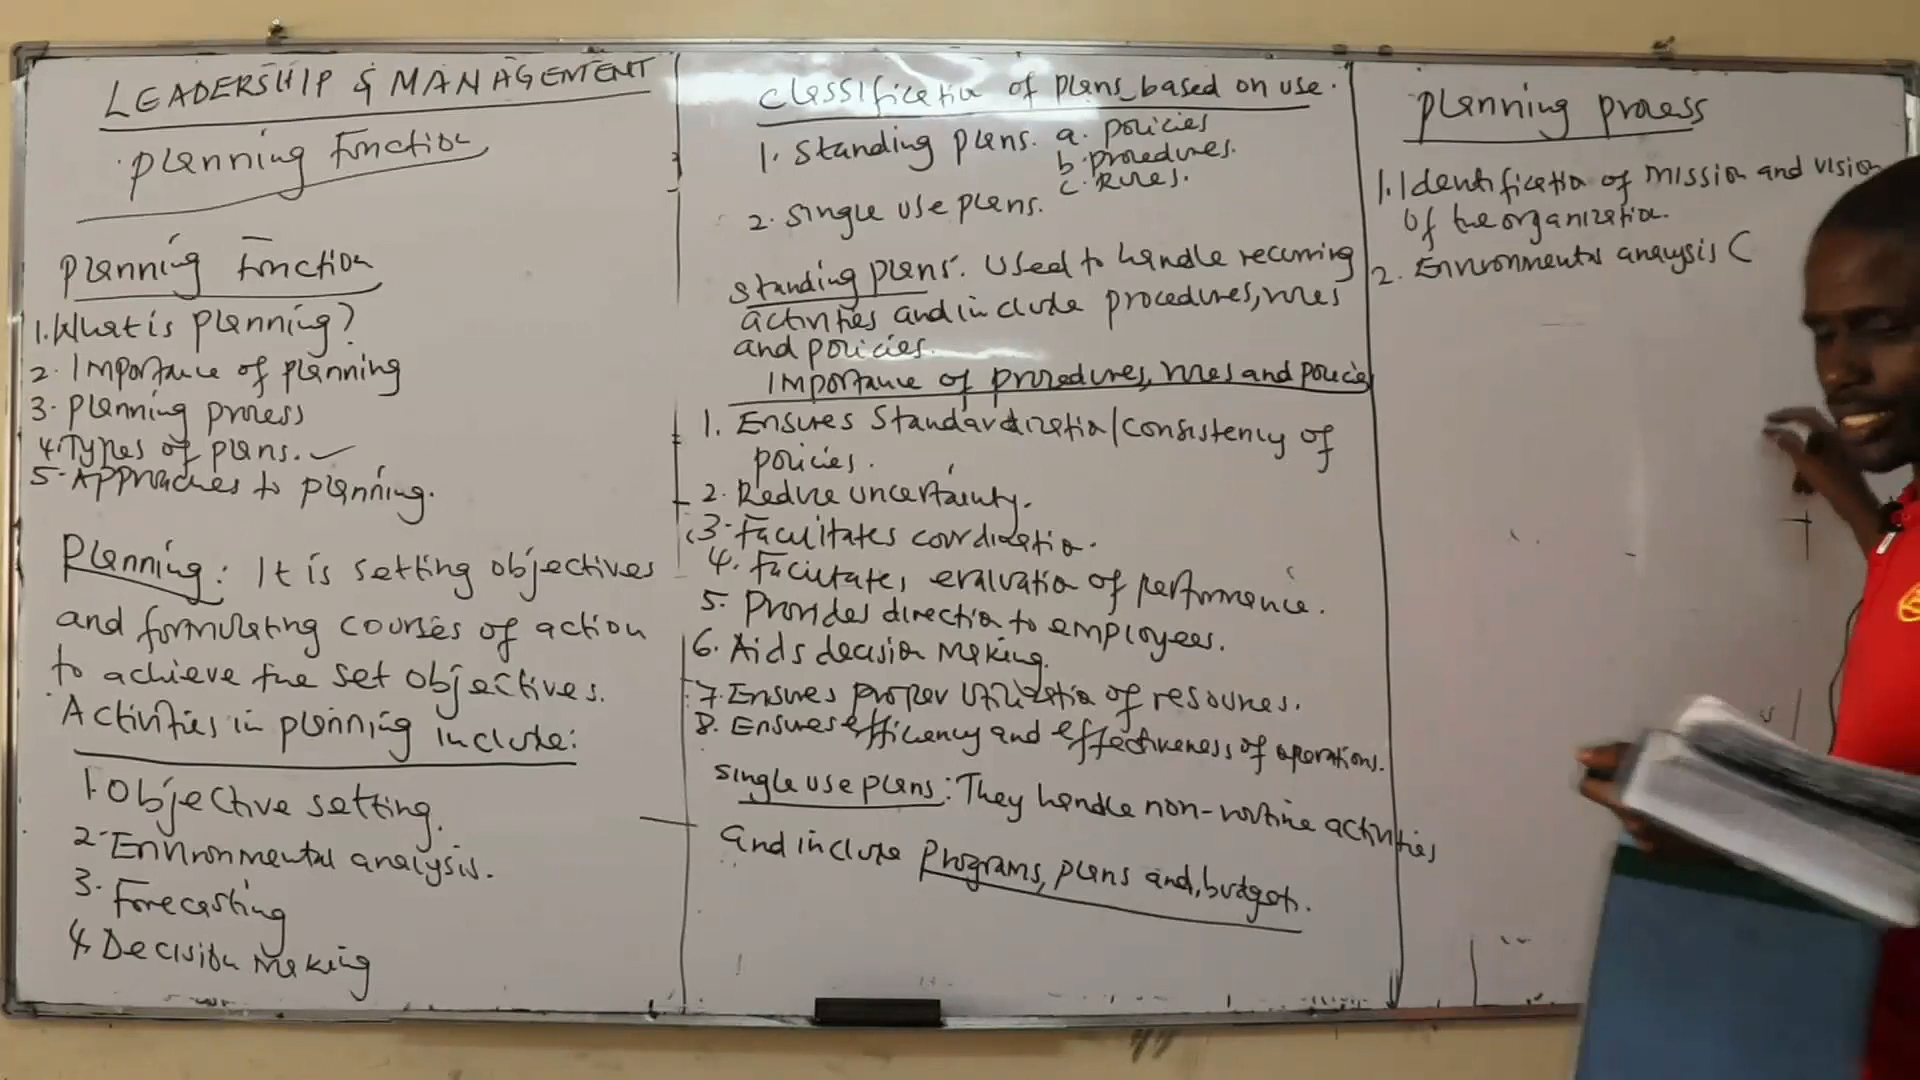 LEADERSHIP & MANAGEMENT
Planning Function
Planning Function
1. What is planning?
2. Importance of planning
3. Planning process
4. Types of plans. ✓
5. Approaches to planning.
Planning: It is setting objectives
and formulating courses of action
to achieve the set objectives.
Activities in planning include:
1. Objective setting.
2. Environmental analysis.
3. Forecasting
4. Decision making
Classification of plans based on use.
1. Standing plans. a. policies
b. procedures.
c. Rules.
2. Single use plans.
Standing plans. Used to handle recurring
activities and include procedures, rules
and policies.
Importance of procedures, rules and policies
1. Ensures Standardization/consistency of
policies.
2. Reduce uncertainty.
3. Facilitates coordination.
4. Facilitates evaluation of performance.
5. Provides direction to employees.
6. Aids decision making.
7. Ensures proper utilization of resources.
8. Ensures efficiency and effectiveness of operations.
Single use plans: They handle non-routine activities
and include Programs, plans and, budgets.
Planning process
1. Identification of mission and vision
of the organization.
2. Environmental analysis (